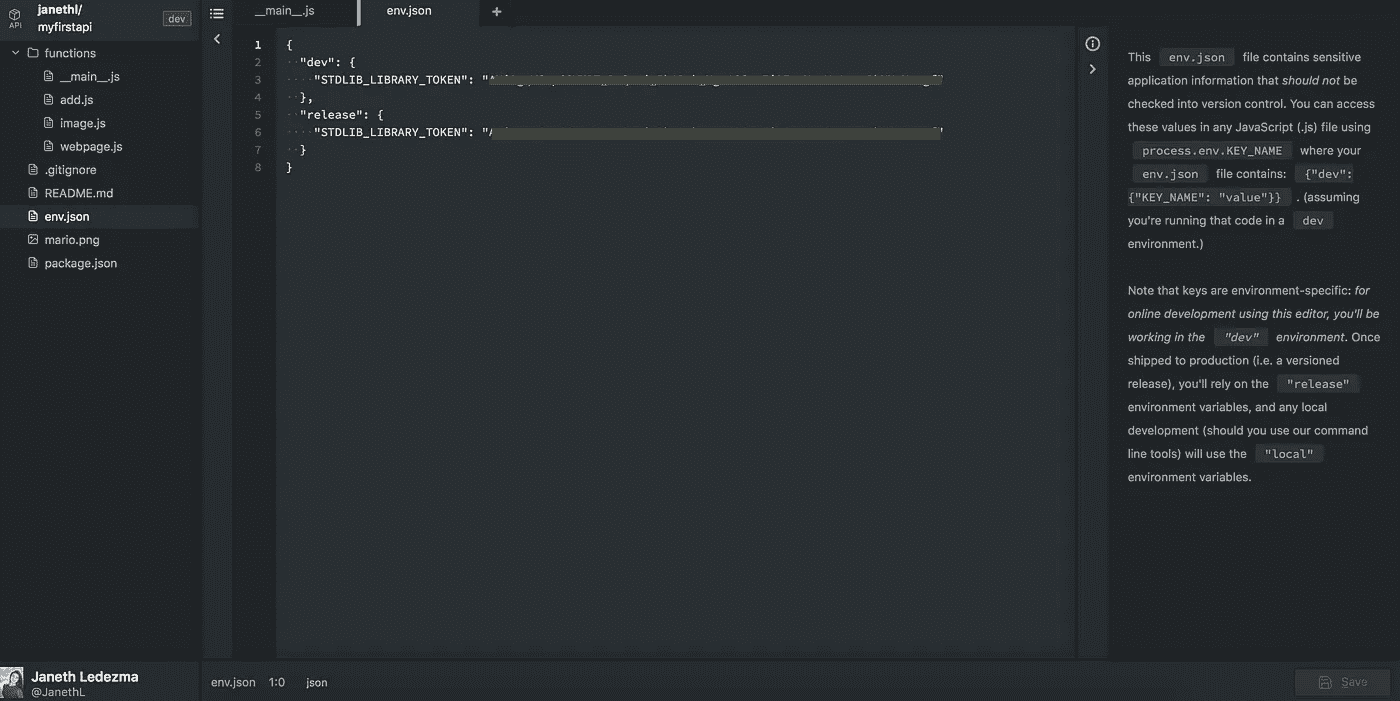 API
janethl/
myfirstapi
dev
functions
__main__.js
add.js
image.js
webpage.js
.gitignore
README.md
env.json
mario.png
package.json
Janeth Ledezma
@JanethL
__main__.js
env.json
+
1 {
2 ··"dev": {
3 ····"STDLIB_LIBRARY_TOKEN": "A
4 ··},
5 ··"release": {
6 ····"STDLIB_LIBRARY_TOKEN": "A
7 ··}
8 }
env.json 1:0 json
This env.json file contains sensitive
application information that should not be
checked into version control. You can access
these values in any JavaScript (.js) file using
process.env.KEY_NAME where your
env.json file contains: {"dev":
{"KEY_NAME": "value"}} . (assuming
you're running that code in a dev
environment.)
Note that keys are environment-specific: for
online development using this editor, you'll be
working in the "dev" environment. Once
shipped to production (i.e. a versioned
release), you'll rely on the "release"
environment variables, and any local
development (should you use our command
line tools) will use the "local"
environment variables.
Save